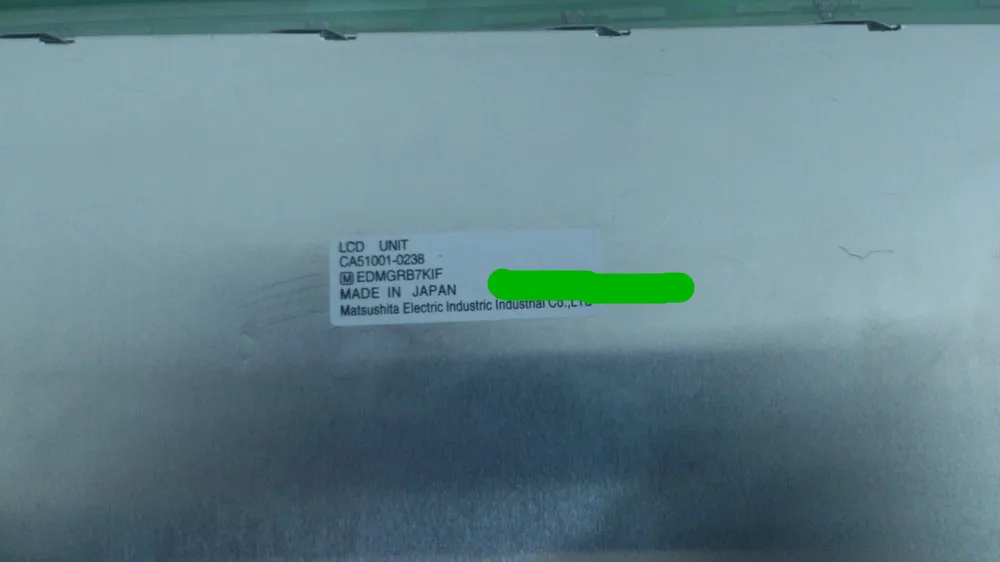 LCD UNIT
CA51001-0238
M EDMGRB7KIF
MADE IN JAPAN
Matsushita Electric Industric Industrial Co.,LTD